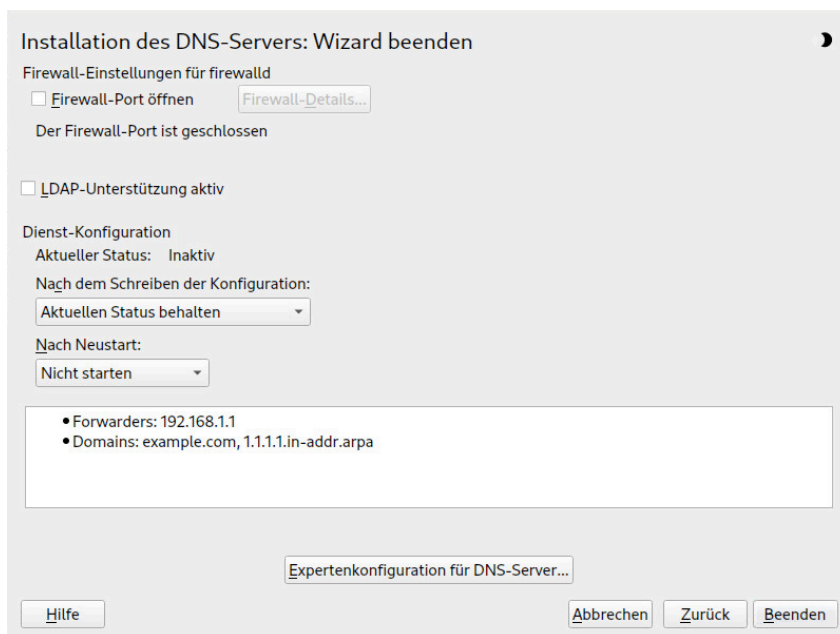 Installation des DNS-Servers: Wizard beenden
Firewall-Einstellungen für firewalld
Firewall-Port öffnen
Firewall-Details...
Der Firewall-Port ist geschlossen
LDAP-Unterstützung aktiv
Dienst-Konfiguration
Aktueller Status: Inaktiv
Nach dem Schreiben der Konfiguration:
Aktuellen Status behalten
Nach Neustart:
Nicht starten
• Forwarders: 192.168.1.1
• Domains: example.com, 1.1.1.1.in-addr.arpa
Expertenkonfiguration für DNS-Server...
Hilfe
Abbrechen
Zurück
Beenden